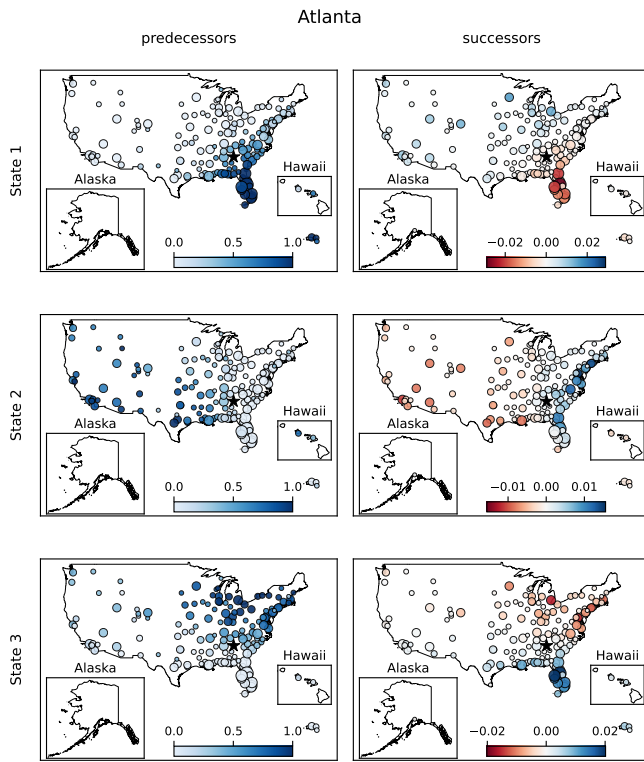 Atlanta
predecessors successors
State 1
Alaska
Hawaii
0.0 0.5 1.0
Alaska
Hawaii
−0.02 0.00 0.02
State 2
Alaska
Hawaii
0.0 0.5 1.0
Alaska
Hawaii
−0.01 0.00 0.01
State 3
Alaska
Hawaii
0.0 0.5 1.0
Alaska
Hawaii
−0.02 0.00 0.02